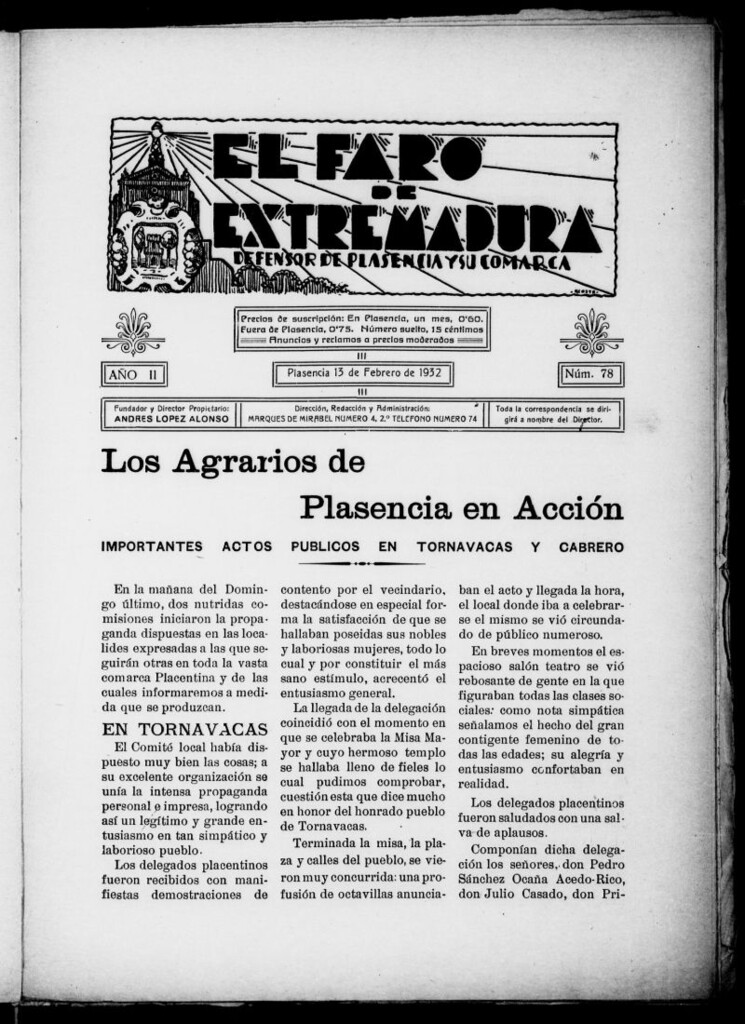 EL FARO
DE
EXTREMADURA
DEFENSOR DE PLASENCIA Y SU COMARCA
Precios de suscripción: En Plasencia, un mes, 0'60.
Fuera de Plasencia, 0'75. Número suelto, 15 céntimos
Anuncios y reclamos a precios moderados
AÑO II
Plasencia 13 de Febrero de 1932
Núm. 78
Fundador y Director Propietario:
ANDRES LOPEZ ALONSO
Dirección, Redacción y Administración:
MARQUES DE MIRABEL NUMERO 4, 2.º TELEFONO NUMERO 74
Toda la correspondencia se diri-
girá a nombre del Director.
Los Agrarios de
Plasencia en Acción
IMPORTANTES ACTOS PUBLICOS EN TORNAVACAS Y CABRERO
En la mañana del Domin-
go último, dos nutridas co-
misiones iniciaron la propa-
ganda dispuestas en las loca-
lides expresadas a las que se-
guirán otras en toda la vasta
comarca Placentina y de las
cuales informaremos a medi-
da que se produzcan.
EN TORNAVACAS
El Comité local había dis-
puesto muy bien las cosas; a
su excelente organización se
unía la intensa propaganda
personal e impresa, logrando
así un legítimo y grande en-
tusiasmo en tan simpático y
laborioso pueblo.
Los delegados placentinos
fueron recibidos con mani-
fiestas demostraciones de
contento por el vecindario,
destacándose en especial for-
ma la satisfacción de que se
hallaban poseidas sus nobles
y laboriosas mujeres, todo lo
cual y por constituir el más
sano estímulo, acrecentó el
entusiasmo general.
La llegada de la delegación
coincidió con el momento en
que se celebraba la Misa Ma-
yor y cuyo hermoso templo
se hallaba lleno de fieles lo
cual pudimos comprobar,
cuestión esta que dice mucho
en honor del honrado pueblo
de Tornavacas.
Terminada la misa, la pla-
za y calles del pueblo, se vie-
ron muy concurrida: una pro-
fusión de octavillas anuncia-
ban el acto y llegada la hora,
el local donde iba a celebrar-
se el mismo se vió circunda-
do de público numeroso.
En breves momentos el es-
pacioso salón teatro se vió
rebosante de gente en la que
figuraban todas las clases so-
ciales: como nota simpática
señalamos el hecho del gran
contigente femenino de to-
das las edades; su alegría y
entusiasmo confortaban en
realidad.
Los delegados placentinos
fueron saludados con una sal-
va de aplausos.
Componían dicha delega-
ción los señores, don Pedro
Sánchez Ocaña Acedo-Rico,
don Julio Casado, don Pri-